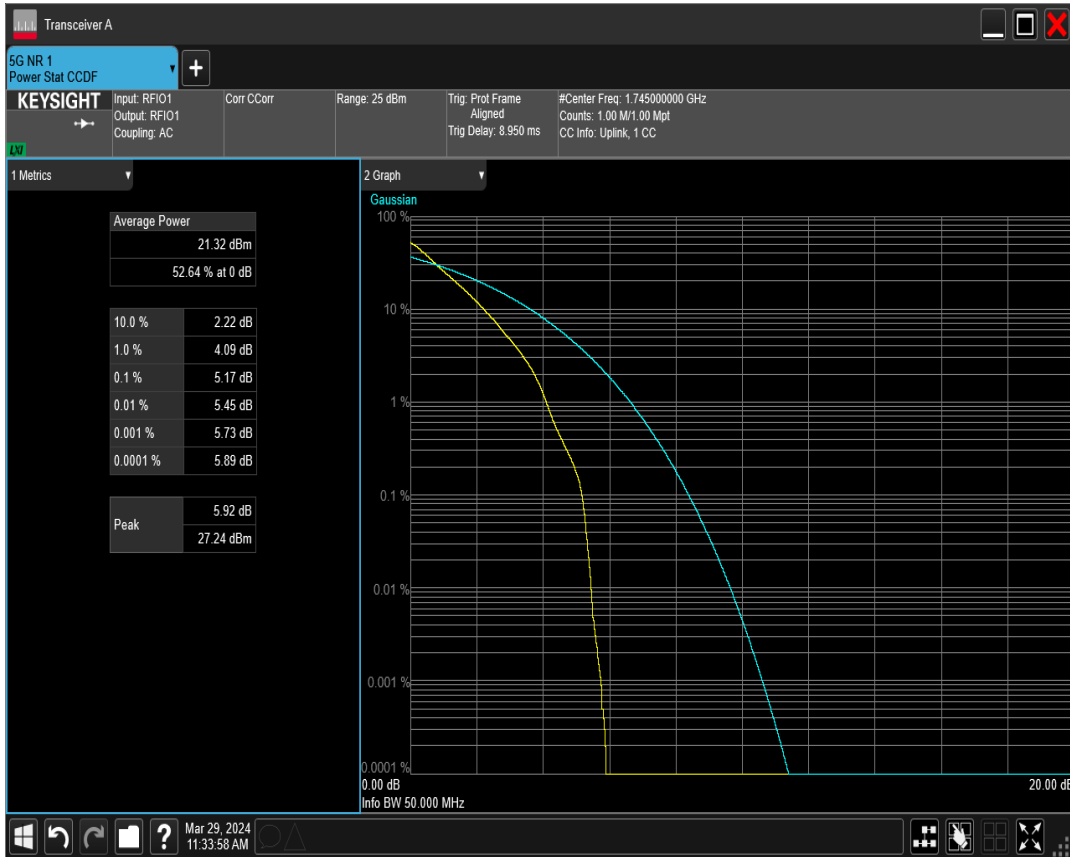 Transceiver A
5G NR 1
Power Stat CCDF
+
KEYSIGHT
LXI
Input: RFIO1
Output: RFIO1
Coupling: AC
Corr CCorr
Range: 25 dBm
Trig: Prot Frame
Aligned
Trig Delay: 8.950 ms
#Center Freq: 1.745000000 GHz
Counts: 1.00 M/1.00 Mpt
CC Info: Uplink, 1 CC
1 Metrics
Average Power
21.32 dBm
52.64 % at 0 dB
10.0 % 2.22 dB
1.0 % 4.09 dB
0.1 % 5.17 dB
0.01 % 5.45 dB
0.001 % 5.73 dB
0.0001 % 5.89 dB
Peak
5.92 dB
27.24 dBm
2 Graph
Gaussian
100 %
10 %
1 %
0.1 %
0.01 %
0.001 %
0.0001 %
0.00 dB 20.00 dB
Info BW 50.000 MHz
?
Mar 29, 2024
11:33:58 AM